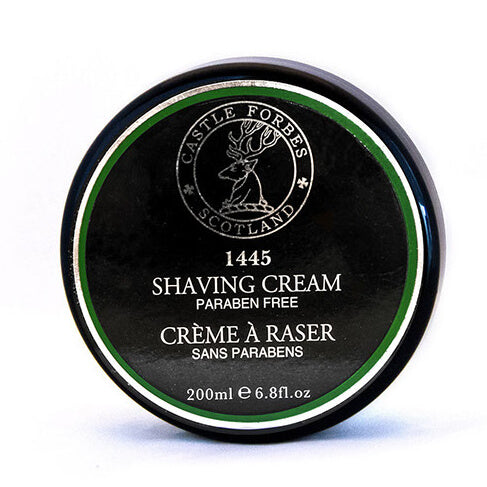 CASTLE FORBES
SCOTLAND
1445
SHAVING CREAM
PARABEN FREE
CRÈME À RASER
SANS PARABENS
200ml ℮ 6.8fl.oz